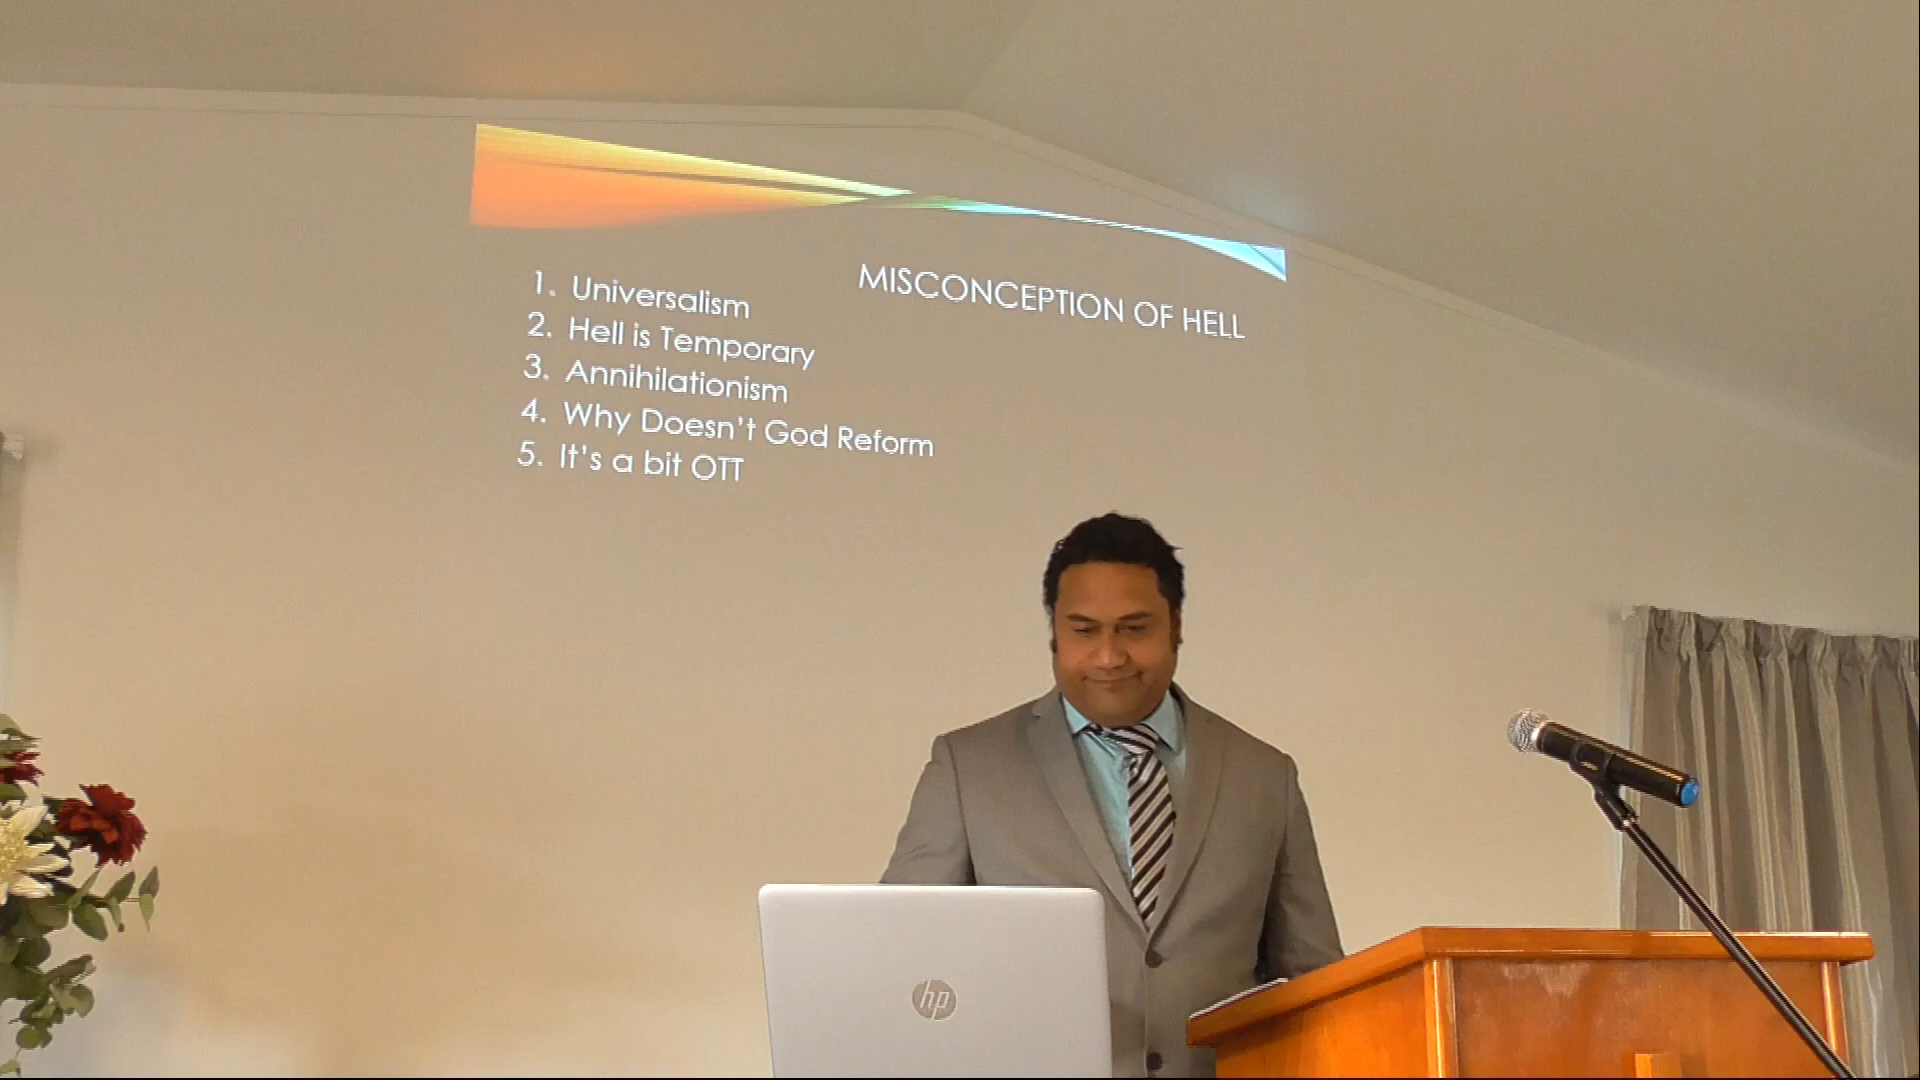 MISCONCEPTION OF HELL
1. Universalism
2. Hell is Temporary
3. Annihilationism
4. Why Doesn't God Reform
5. It's a bit OTT
hp